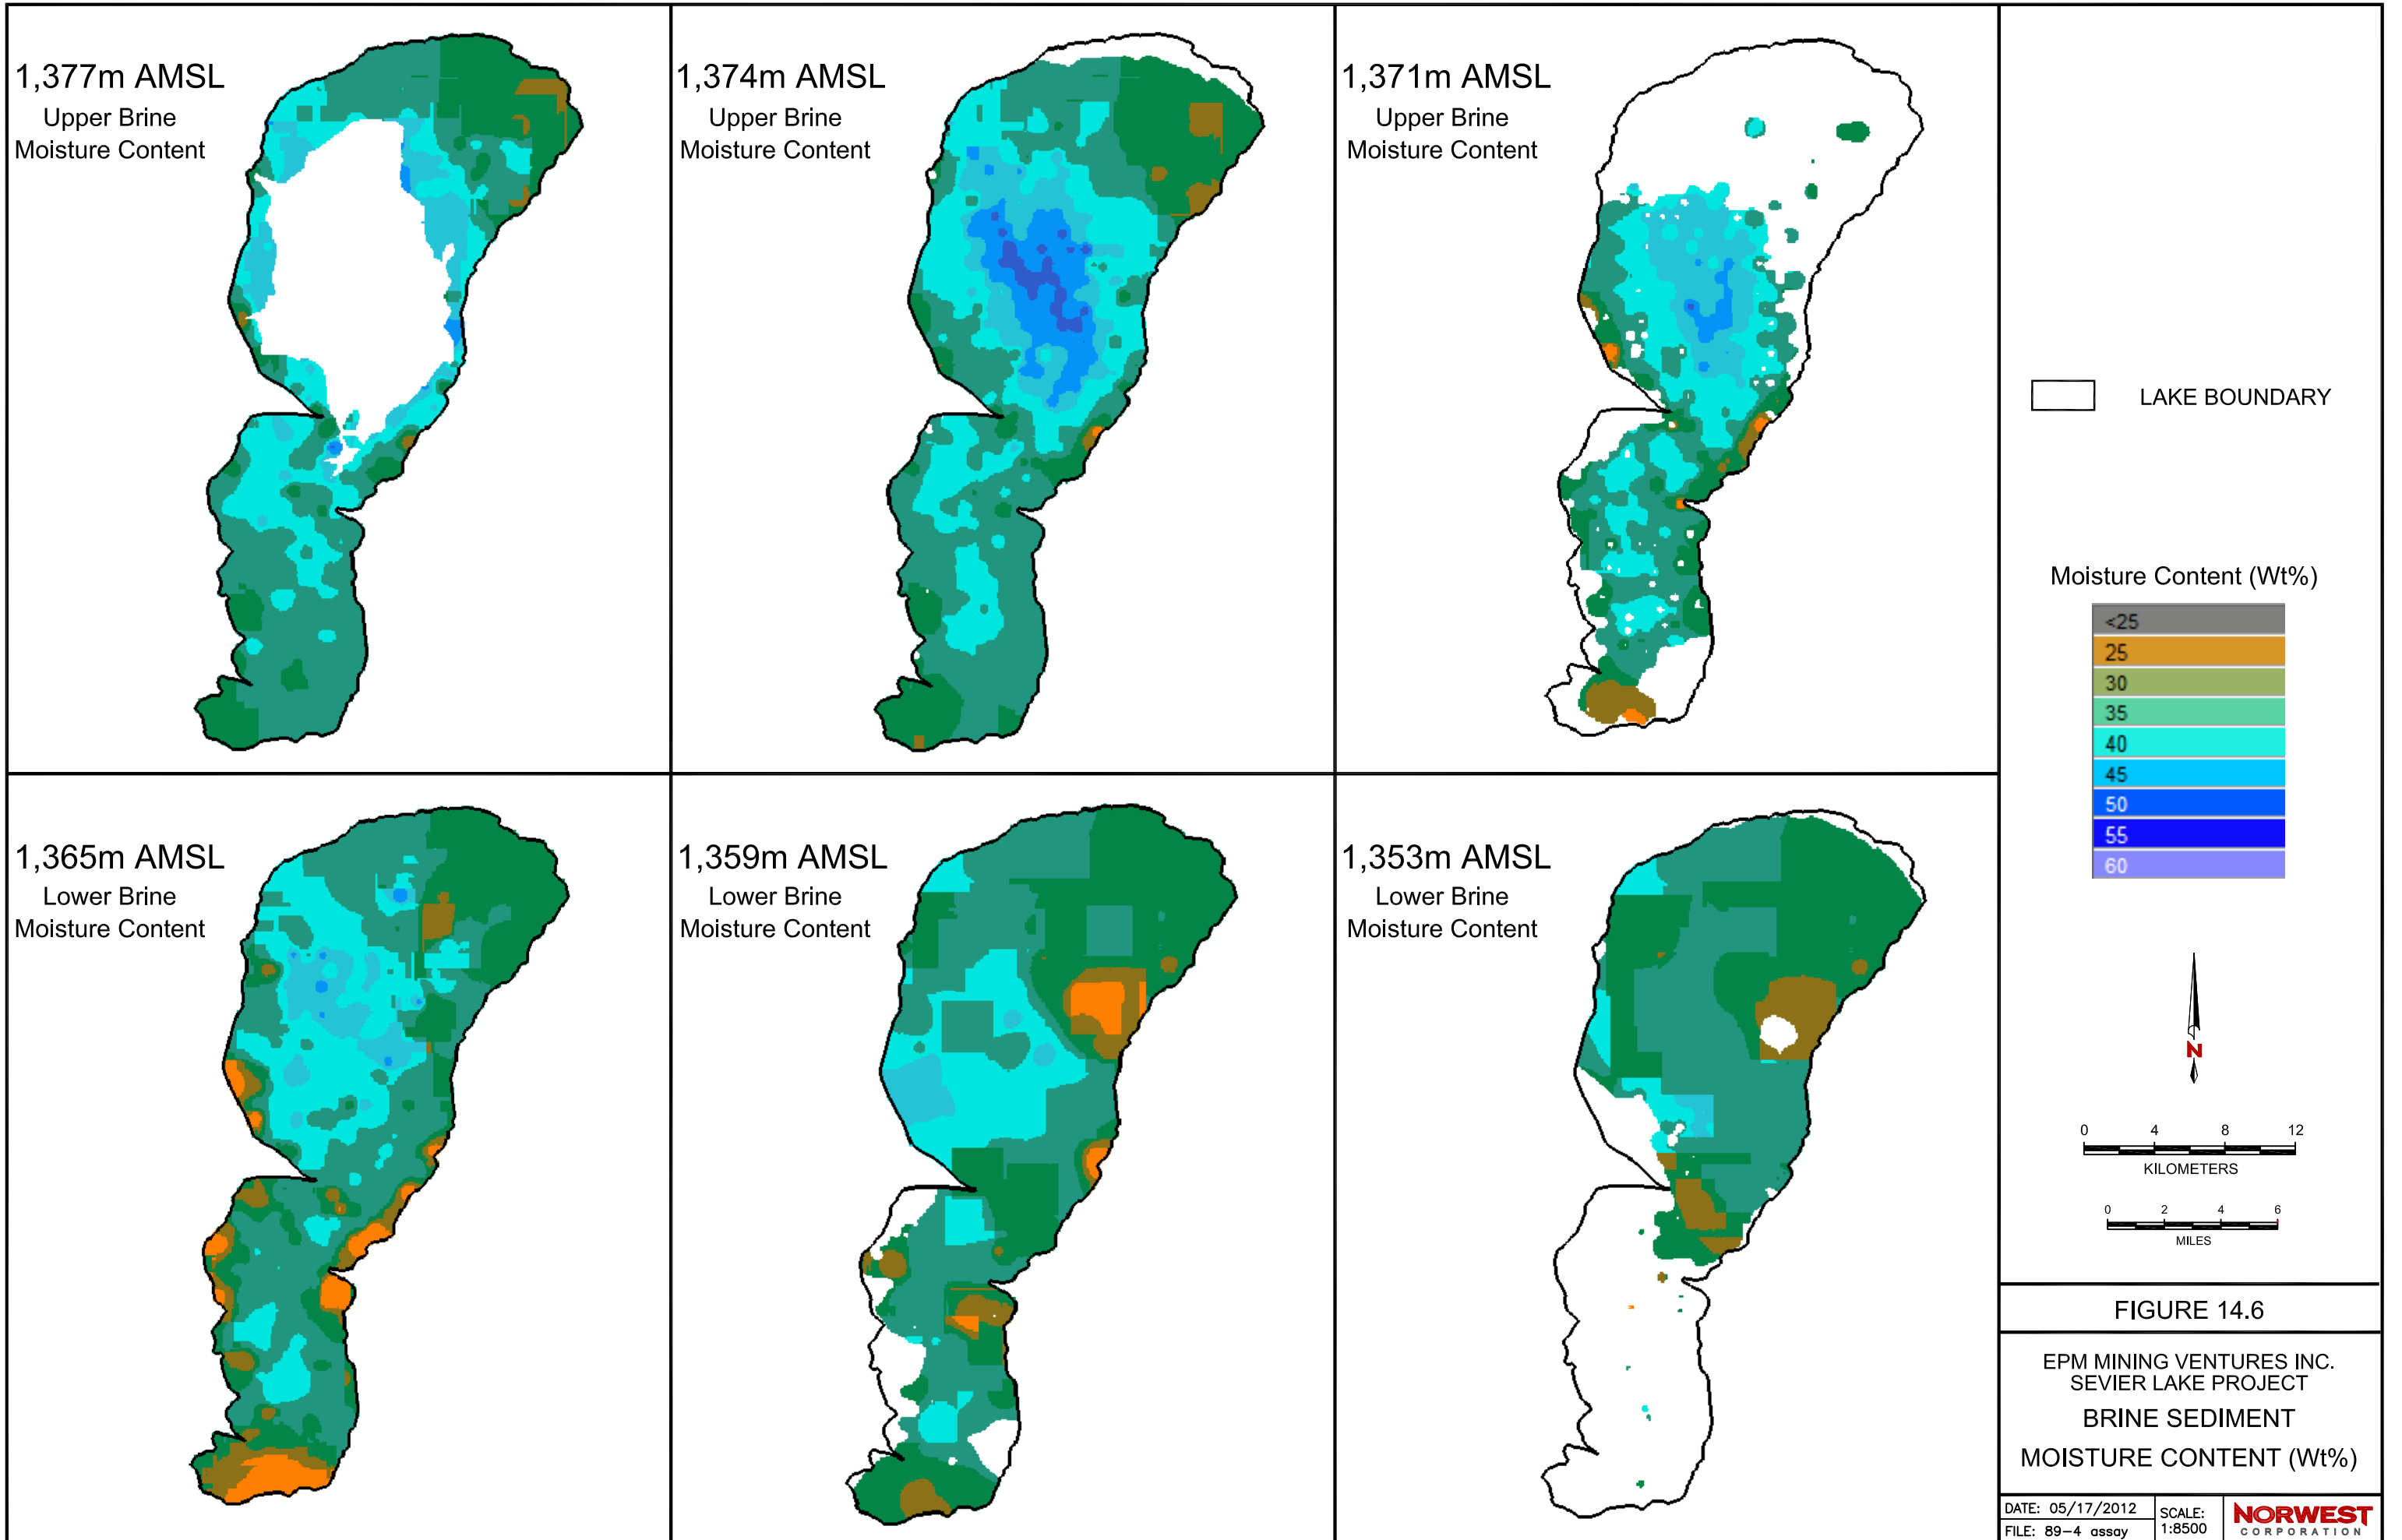 1,377m AMSL
Upper Brine
Moisture Content
1,374m AMSL
Upper Brine
Moisture Content
1,371m AMSL
Upper Brine
Moisture Content
1,365m AMSL
Lower Brine
Moisture Content
1,359m AMSL
Lower Brine
Moisture Content
1,353m AMSL
Lower Brine
Moisture Content
LAKE BOUNDARY
Moisture Content (Wt%)
<25
25
30
35
40
45
50
55
60
N
0 4 8 12
KILOMETERS
0 2 4 6
MILES
FIGURE 14.6
EPM MINING VENTURES INC.
SEVIER LAKE PROJECT
BRINE SEDIMENT
MOISTURE CONTENT (Wt%)
DATE: 05/17/2012
FILE: 89-4 assay
SCALE:
1:8500
NORWEST
CORPORATION